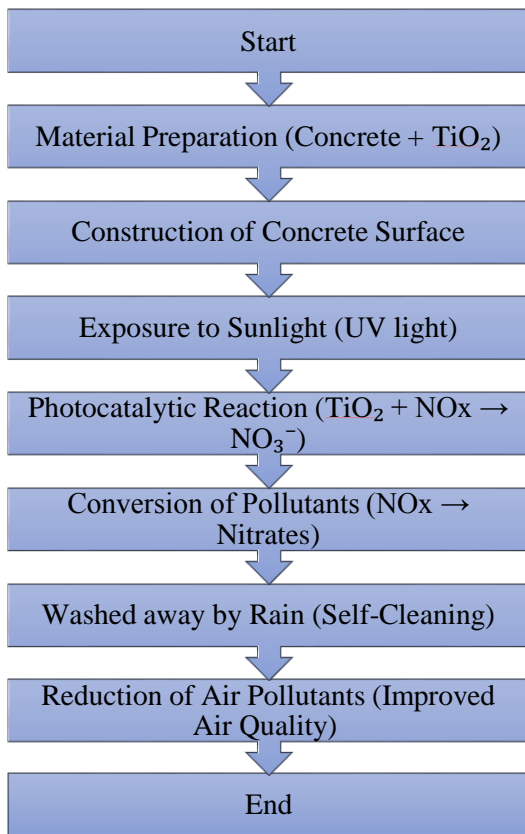 Start
Material Preparation (Concrete + TiO₂)
Construction of Concrete Surface
Exposure to Sunlight (UV light)
Photocatalytic Reaction (TiO₂ + NOx →
NO₃⁻)
Conversion of Pollutants (NOx →
Nitrates)
Washed away by Rain (Self-Cleaning)
Reduction of Air Pollutants (Improved
Air Quality)
End